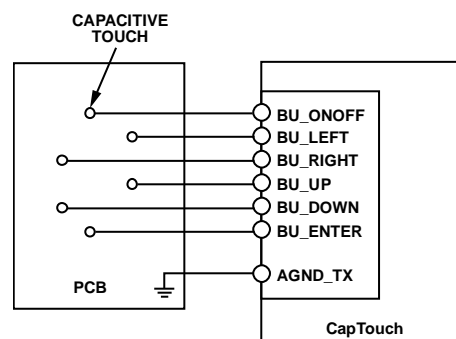 CAPACITIVE
TOUCH
BU_ONOFF
BU_LEFT
BU_RIGHT
BU_UP
BU_DOWN
BU_ENTER
AGND_TX
PCB
CapTouch